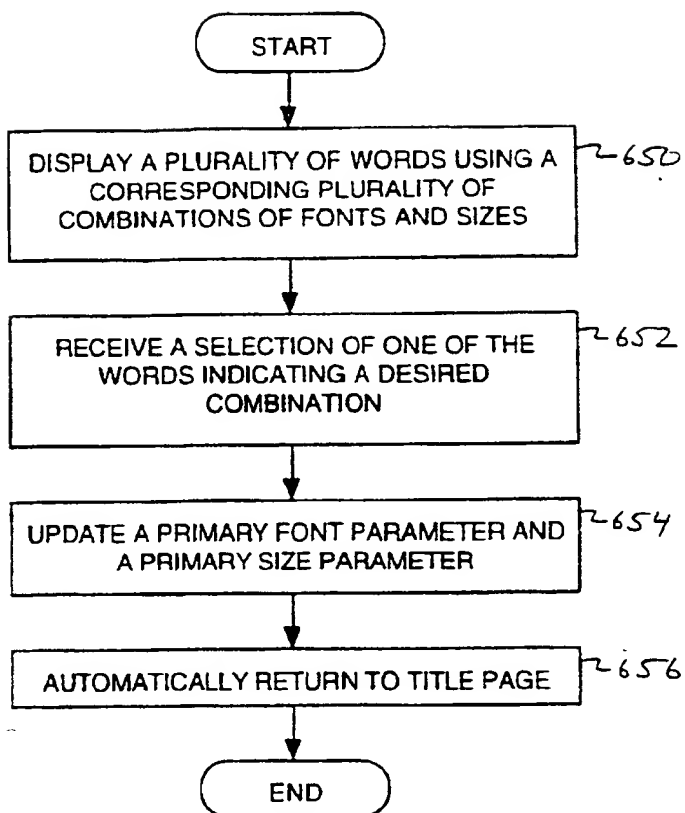 START
DISPLAY A PLURALITY OF WORDS USING A
CORRESPONDING PLURALITY OF
COMBINATIONS OF FONTS AND SIZES
650
RECEIVE A SELECTION OF ONE OF THE
WORDS INDICATING A DESIRED
COMBINATION
652
UPDATE A PRIMARY FONT PARAMETER AND
A PRIMARY SIZE PARAMETER
654
AUTOMATICALLY RETURN TO TITLE PAGE
656
END